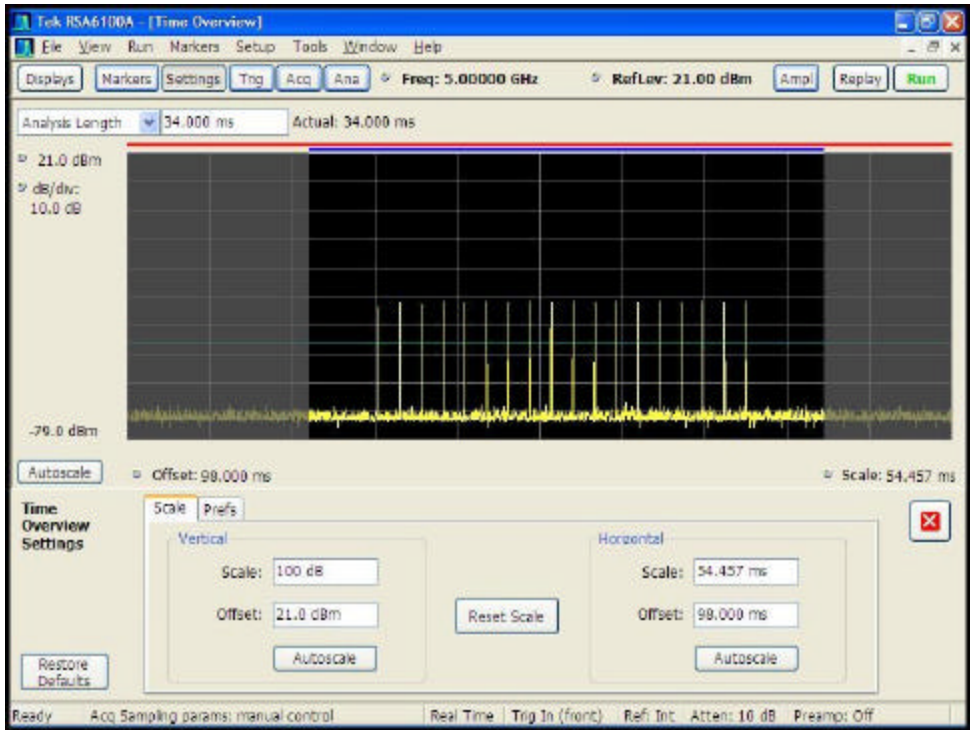 Tek RSA6100A - [Time Overview]
File View Run Markers Setup Tools Window Help
Displays Markers Settings Trig Acq Ana Freq: 5.00000 GHz RefLev: 21.00 dBm Ampl Replay Run
Analysis Length 34.000 ms Actual: 34.000 ms
21.0 dBm
dB/div:
10.0 dB
-79.0 dBm
Autoscale Offset: 98.000 ms Scale: 54.457 ms
Time
Overview
Settings
Scale Prefs
Vertical Horizontal
Scale: 100 dB Scale: 54.457 ms
Offset: 21.0 dBm Reset Scale Offset: 98.000 ms
Autoscale Autoscale
Restore
Defaults
Ready Acq Sampling params: manual control Real Time Trig In (front) Ref: Int Atten: 10 dB Preamp: Off